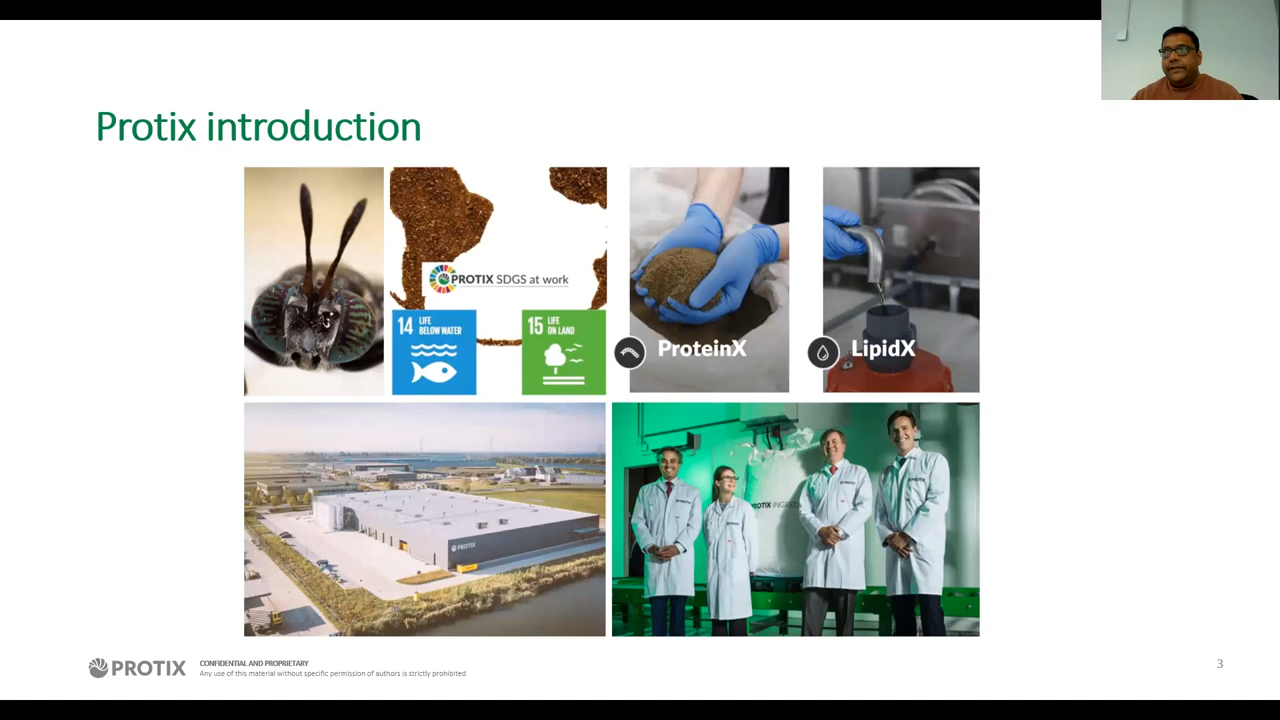 Protix introduction
PROTIX SDGS at work
14 LIFE
BELOW WATER
15 LIFE
ON LAND
ProteinX
LipidX
PROTIX
PROTIX
CONFIDENTIAL AND PROPRIETARY
Any use of this material without specific permission of authors is strictly prohibited
3